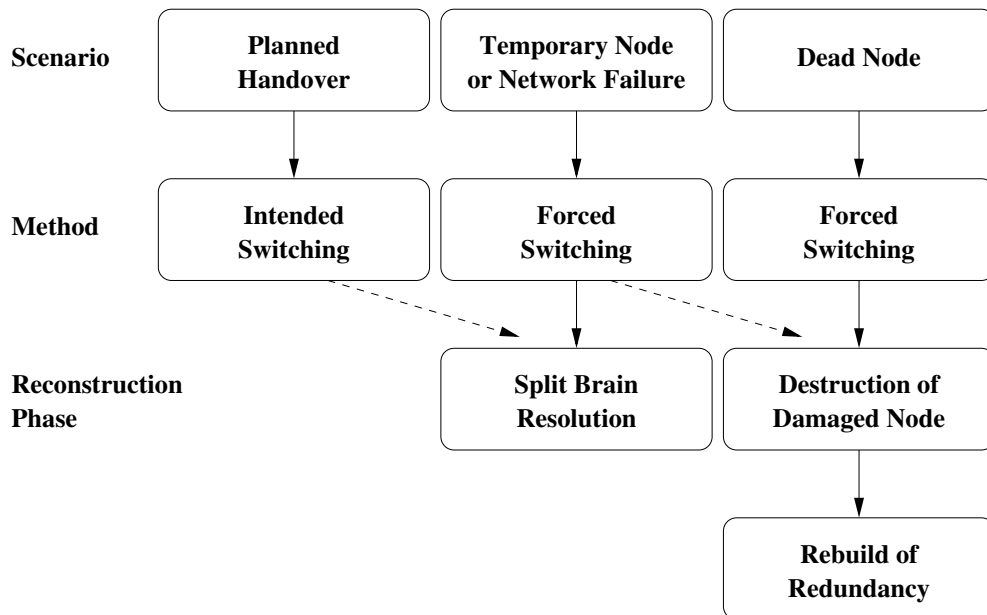 Scenario
Planned
Handover
Temporary Node
or Network Failure
Dead Node
Method
Intended
Switching
Forced
Switching
Forced
Switching
Reconstruction
Phase
Split Brain
Resolution
Destruction of
Damaged Node
Rebuild of
Redundancy